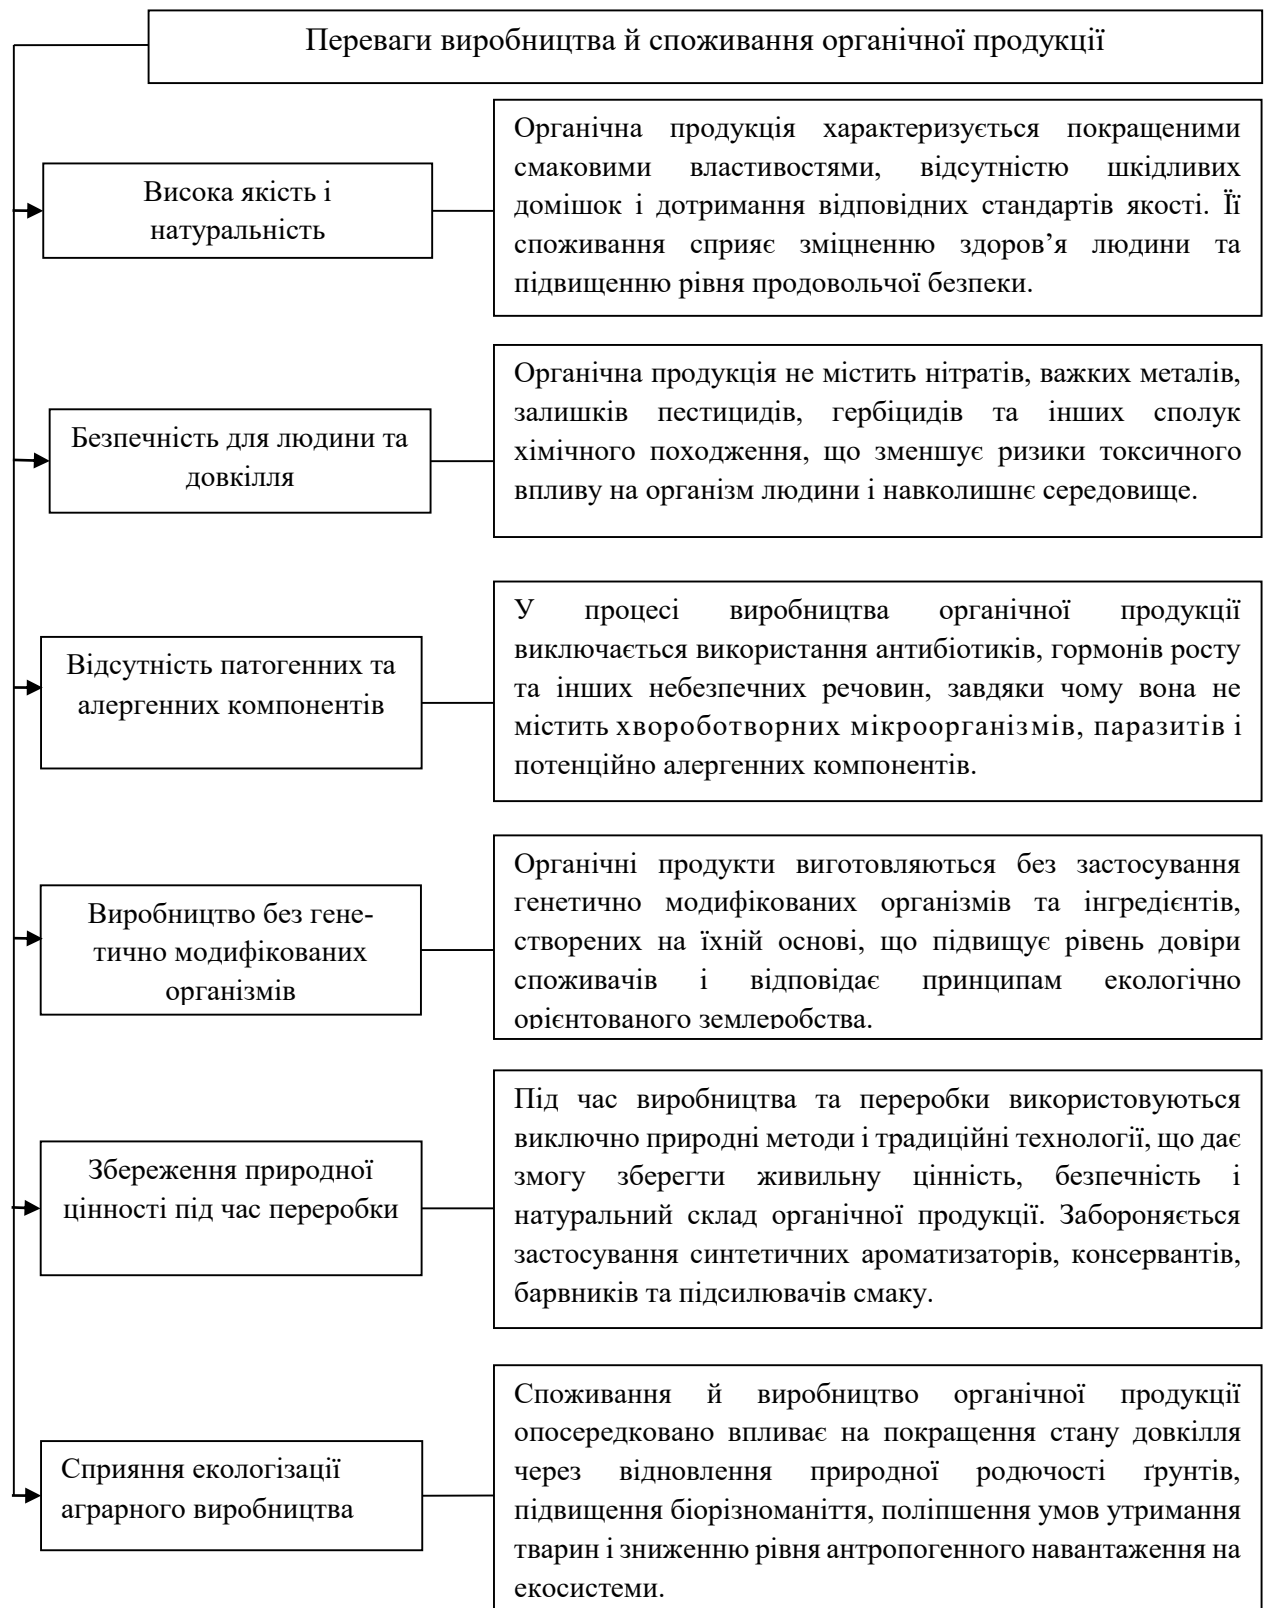 Переваги виробництва й споживання органічної продукції
Висока якість і
натуральність
Органічна продукція характеризується покращеними
смаковими властивостями, відсутністю шкідливих
домішок і дотримання відповідних стандартів якості. Її
споживання сприяє зміцненню здоров’я людини та
підвищенню рівня продовольчої безпеки.
Безпечність для людини та
довкілля
Органічна продукція не містить нітратів, важких металів,
залишків пестицидів, гербіцидів та інших сполук
хімічного походження, що зменшує ризики токсичного
впливу на організм людини і навколишнє середовище.
Відсутність патогенних та
алергенних компонентів
У процесі виробництва органічної продукції
виключається використання антибіотиків, гормонів росту
та інших небезпечних речовин, завдяки чому вона не
містить хвороботворних мікроорганізмів, паразитів і
потенційно алергенних компонентів.
Виробництво без гене-
тично модифікованих
організмів
Органічні продукти виготовляються без застосування
генетично модифікованих організмів та інгредієнтів,
створених на їхній основі, що підвищує рівень довіри
споживачів і відповідає принципам екологічно
орієнтованого землеробства.
Збереження природної
цінності під час переробки
Під час виробництва та переробки використовуються
виключно природні методи і традиційні технології, що дає
змогу зберегти живильну цінність, безпечність і
натуральний склад органічної продукції. Забороняється
застосування синтетичних ароматизаторів, консервантів,
барвників та підсилювачів смаку.
Сприяння екологізації
аграрного виробництва
Споживання й виробництво органічної продукції
опосередковано впливає на покращення стану довкілля
через відновлення природної родючості ґрунтів,
підвищення біорізноманіття, поліпшення умов утримання
тварин і зниженню рівня антропогенного навантаження на
екосистеми.